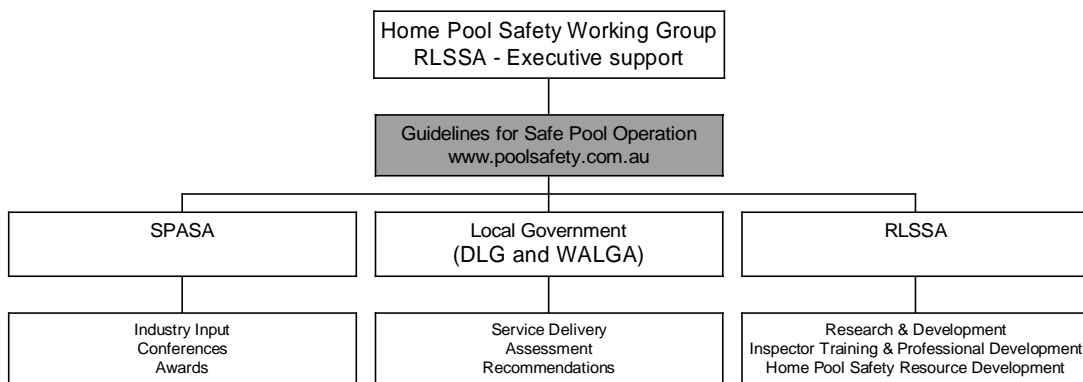 Home Pool Safety Working Group
RLSSA - Executive support
Guidelines for Safe Pool Operation
www.poolsafety.com.au
SPASA
Local Government
(DLG and WALGA)
RLSSA
Industry Input
Conferences
Awards
Service Delivery
Assessment
Recommendations
Research & Development
Inspector Training & Professional Development
Home Pool Safety Resource Development